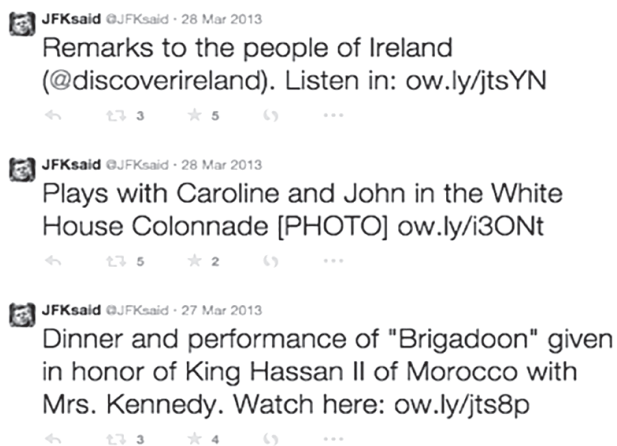 JFKsaid @JFKsaid · 28 Mar 2013
Remarks to the people of Ireland
(@discoverireland). Listen in: ow.ly/jtsYN
3 5
JFKsaid @JFKsaid · 28 Mar 2013
Plays with Caroline and John in the White
House Colonnade [PHOTO] ow.ly/i3ONt
5 2
JFKsaid @JFKsaid · 27 Mar 2013
Dinner and performance of "Brigadoon" given
in honor of King Hassan II of Morocco with
Mrs. Kennedy. Watch here: ow.ly/jts8p
3 4